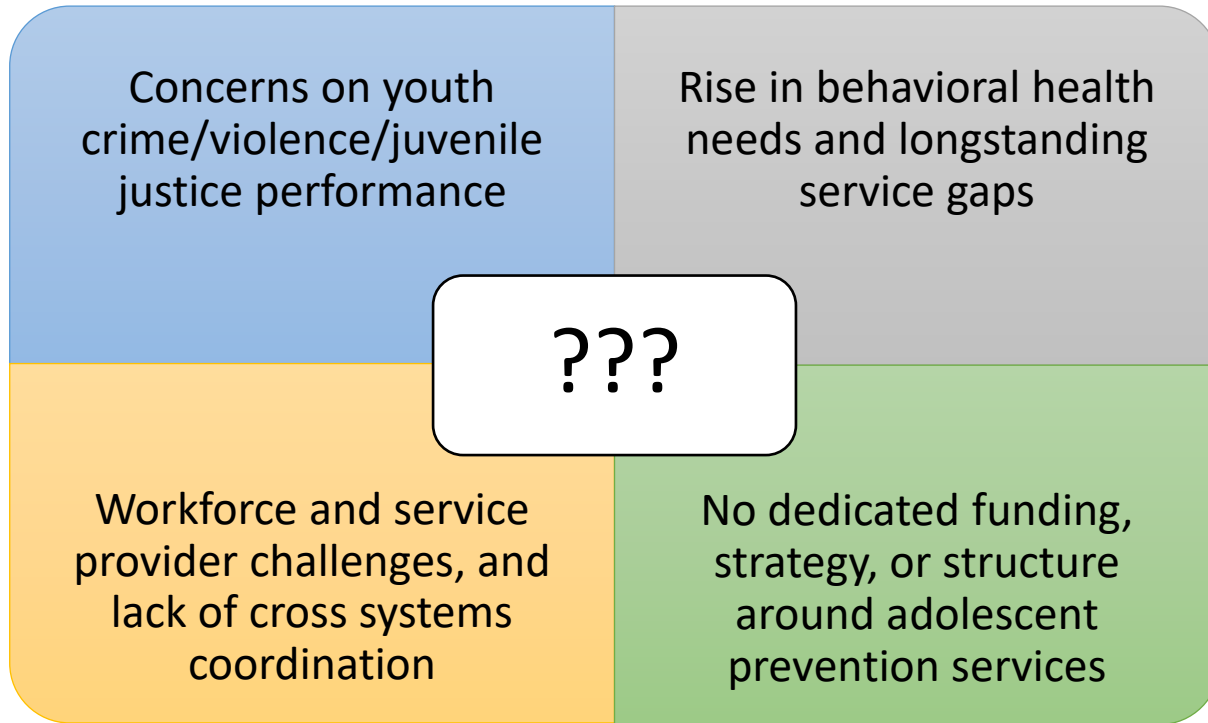 Concerns on youth
crime/violence/juvenile
justice performance
Rise in behavioral health
needs and longstanding
service gaps
???
Workforce and service
provider challenges, and
lack of cross systems
coordination
No dedicated funding,
strategy, or structure
around adolescent
prevention services